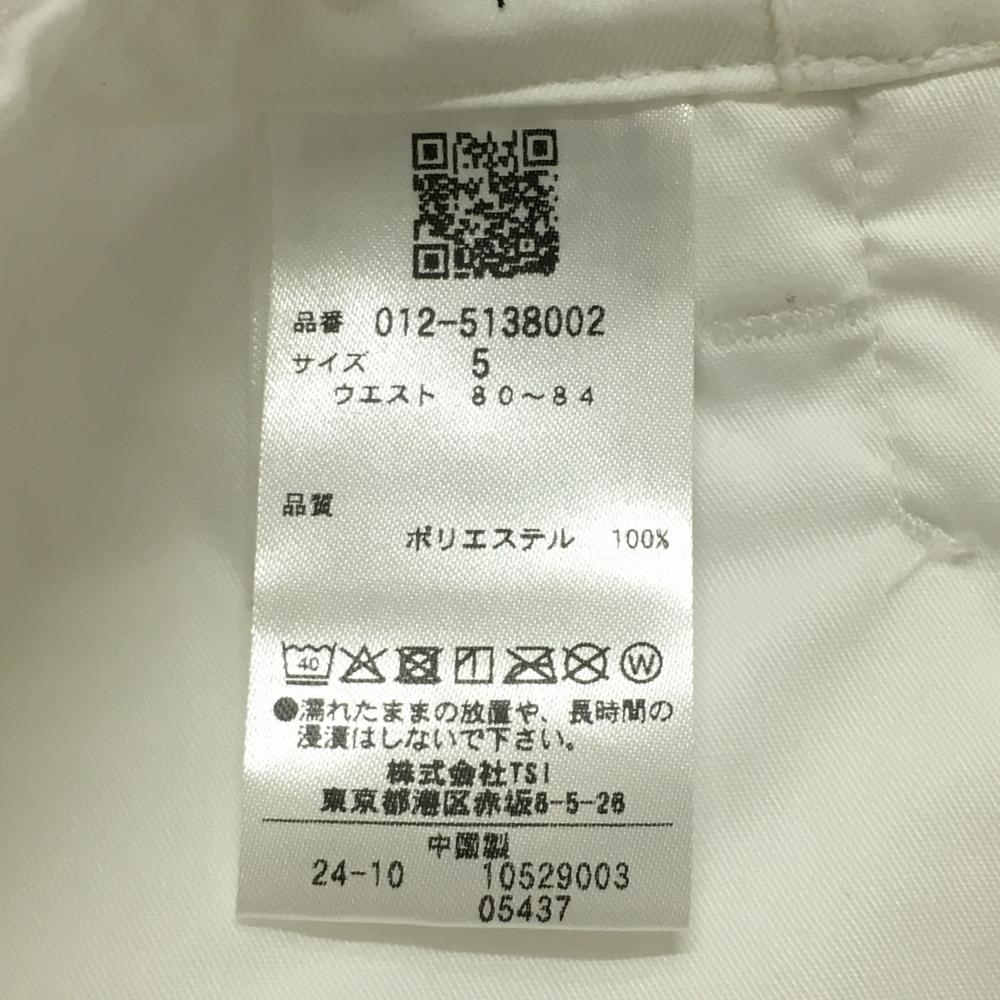 品番 012-5138002
サイズ 5
ウエスト 80～84
品質
ポリエステル 100%
40
W
●濡れたままの放置や、長時間の
浸漬はしないで下さい。
株式会社TSI
東京都港区赤坂8-5-28
中国製
24-10 10529003
05437